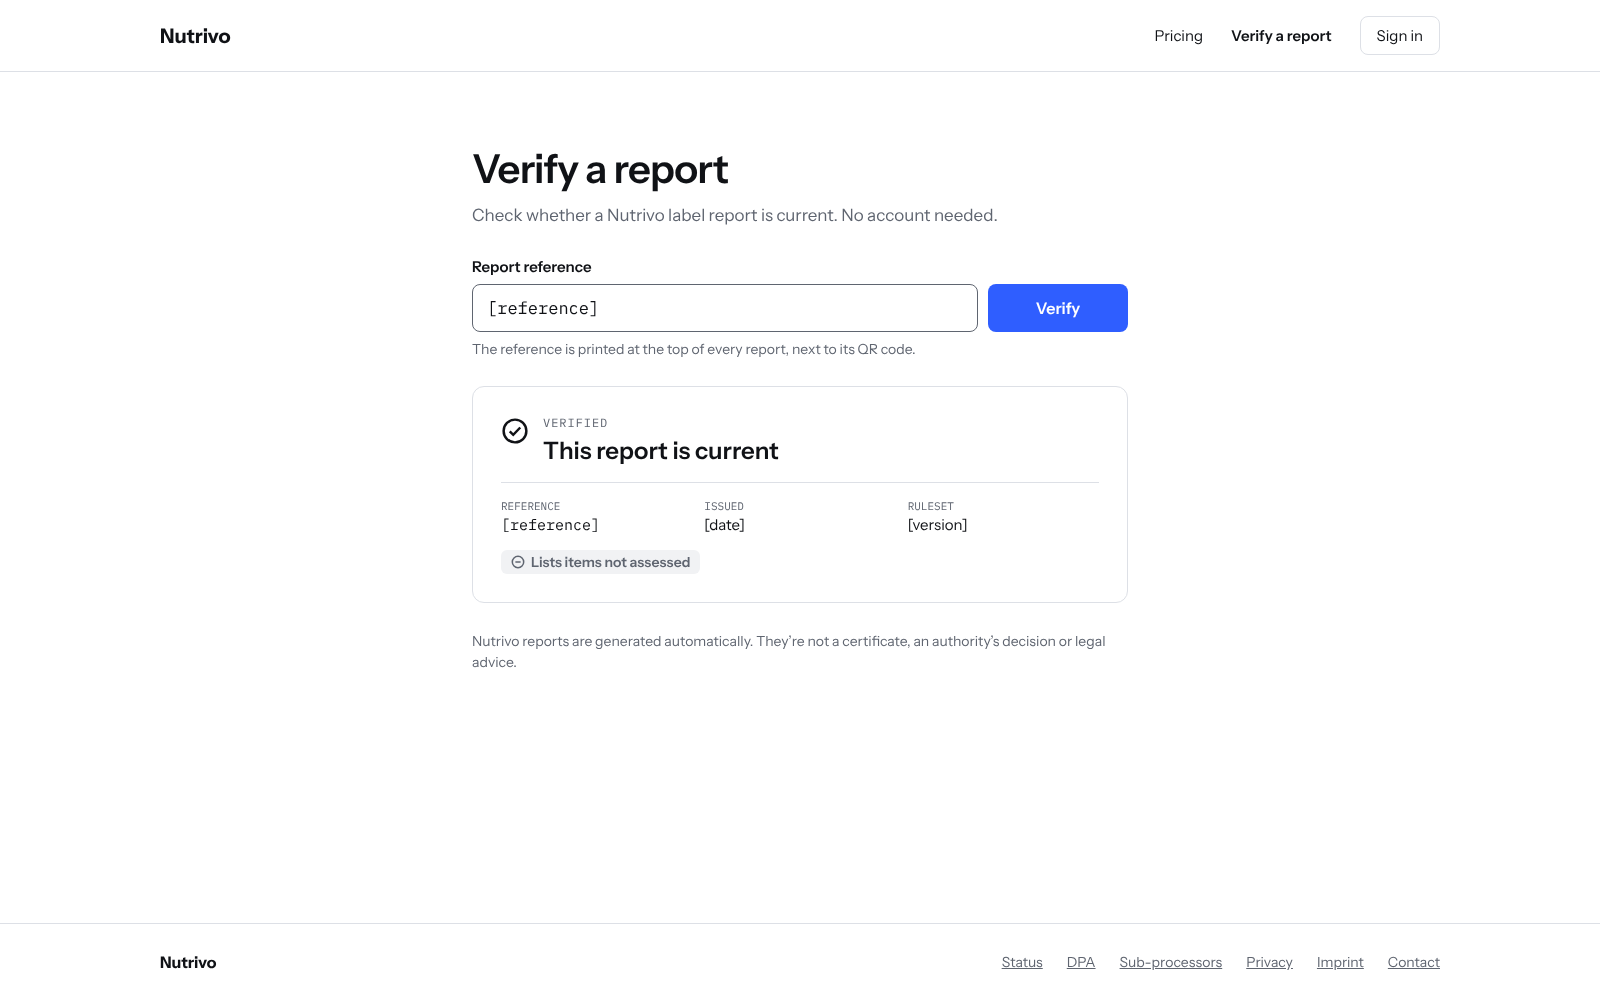 Nutrivo
Pricing
Verify a report
Sign in
Verify a report
Check whether a Nutrivo label report is current. No account needed.
Report reference
[reference]
Verify
The reference is printed at the top of every report, next to its QR code.
VERIFIED
This report is current
REFERENCE
[reference]
ISSUED
[date]
RULESET
[version]
Lists items not assessed
Nutrivo reports are generated automatically. They’re not a certificate, an authority’s decision or legal
advice.
Nutrivo
Status
DPA
Sub-processors
Privacy
Imprint
Contact